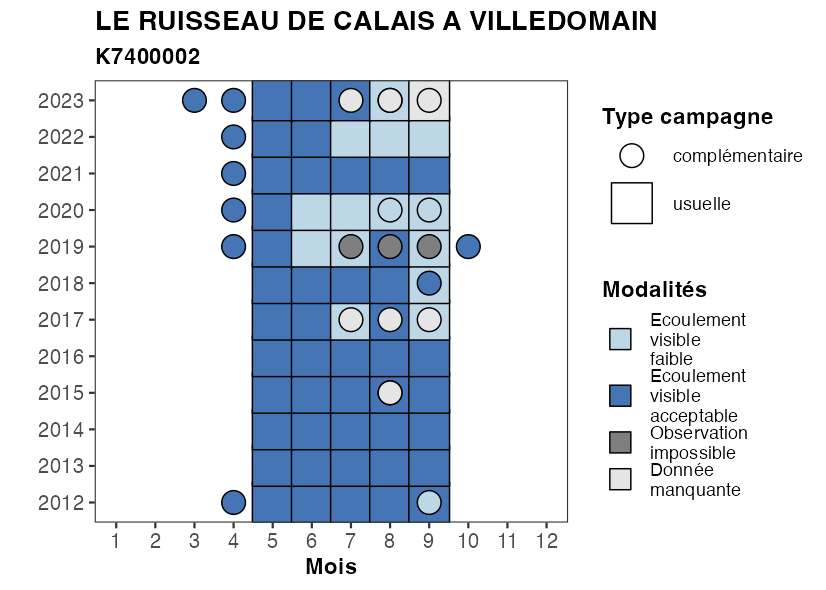 LE RUISSEAU DE CALAIS A VILLEDOMAIN
K7400002
2023
2022
2021
2020
2019
2018
2017
2016
2015
2014
2013
2012
1 2 3 4 5 6 7 8 9 10 11 12
Mois
Type campagne
complémentaire
usuelle
Modalités
Ecoulement
visible
faible
Ecoulement
visible
acceptable
Observation
impossible
Donnée
manquante